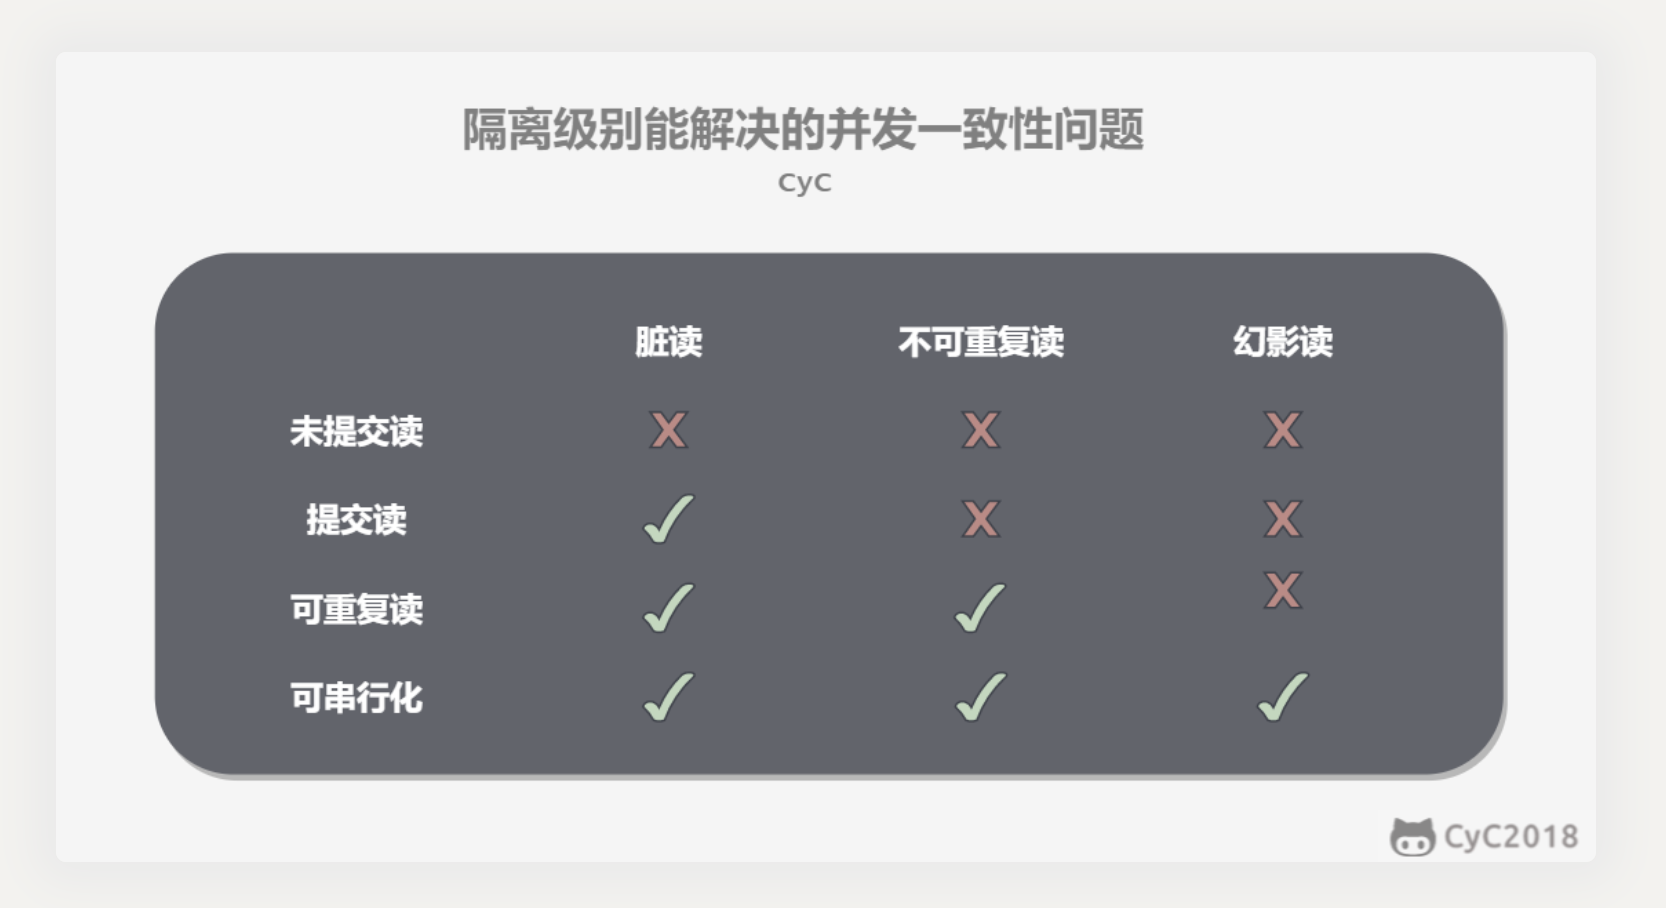 隔离级别能解决的并发一致性问题
CyC
脏读 不可重复读 幻影读
未提交读 X X X
提交读 ✓ X X
可重复读 ✓ ✓ X
可串行化 ✓ ✓ ✓
CyC2018